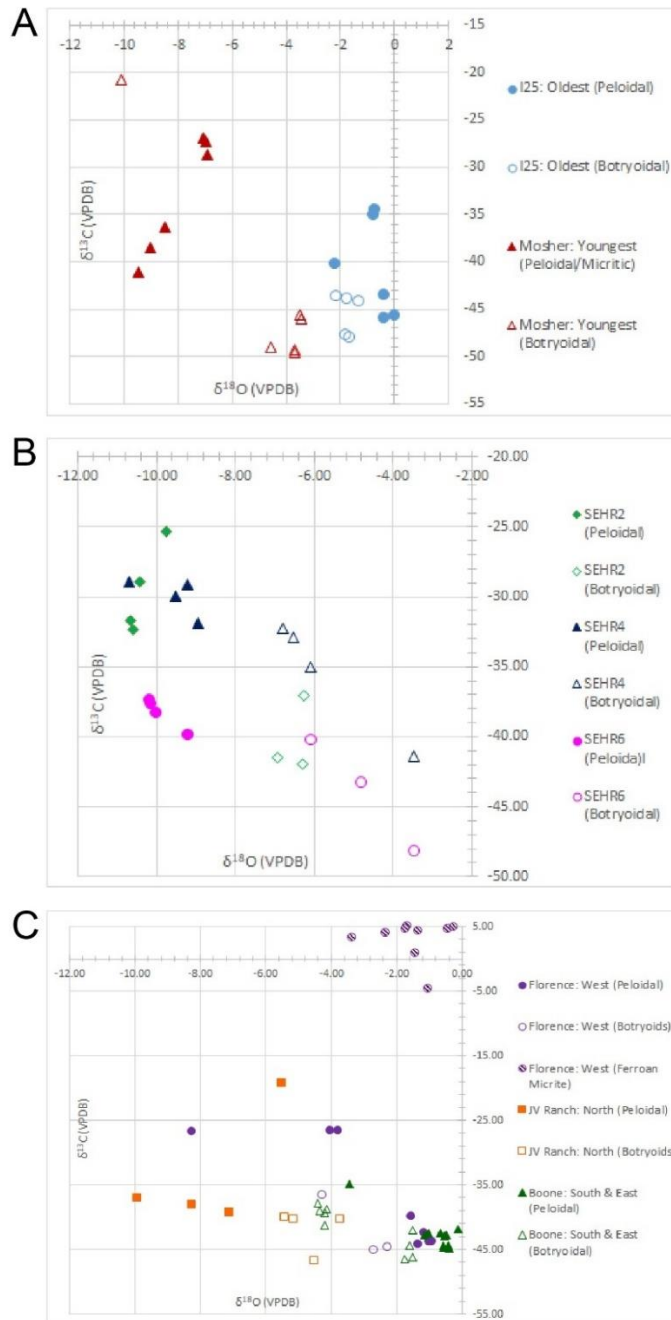 A
-12 -10 -8 -6 -4 -2 0 2
-15
-20
-25
-30
-35
-40
-45
-50
-55
δ13C (VPDB)
δ18O (VPDB)
I25: Oldest (Peloidal)
I25: Oldest
(Botryoidal)
Mosher: Youngest
(Peloidal/Micritic)
Mosher: Youngest
(Botryoidal)
B
-12.00 -10.00 -8.00 -6.00 -4.00 -2.00
-20.00
-25.00
-30.00
-35.00
-40.00
-45.00
-50.00
δ13C (VPDB)
δ18O (VPDB)
SEHR2
(Peloidal)
SEHR2
(Botryoidal)
SEHR4
(Peloidal)
SEHR4
(Botryoidal)
SEHR6
(Peloida)l
SEHR6
(Botryoidal)
C
5.00
-12.00 -10.00 -8.00 -6.00 -4.00 -2.00 0.00
-5.00
-15.00
-25.00
-35.00
-45.00
-55.00
δ13C (VPDB)
δ18O (VPDB)
Florence: West (Peloidal)
Florence: West (Botryoids)
Florence: West (Ferroan
Micrite)
JV Ranch: North (Peloidal)
JV Ranch: North (Botryoids)
Boone: South & East
(Peloidal)
Boone: South & East
(Botryoidal)